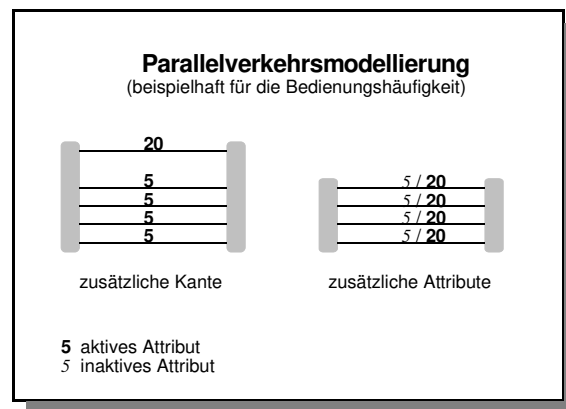 Parallelverkehrsmodellierung
(beispielhaft für die Bedienungshäufigkeit)
20
5
5
5
5
5 / 20
5 / 20
5 / 20
5 / 20
zusätzliche Kante
zusätzliche Attribute
5 aktives Attribut
5 inaktives Attribut